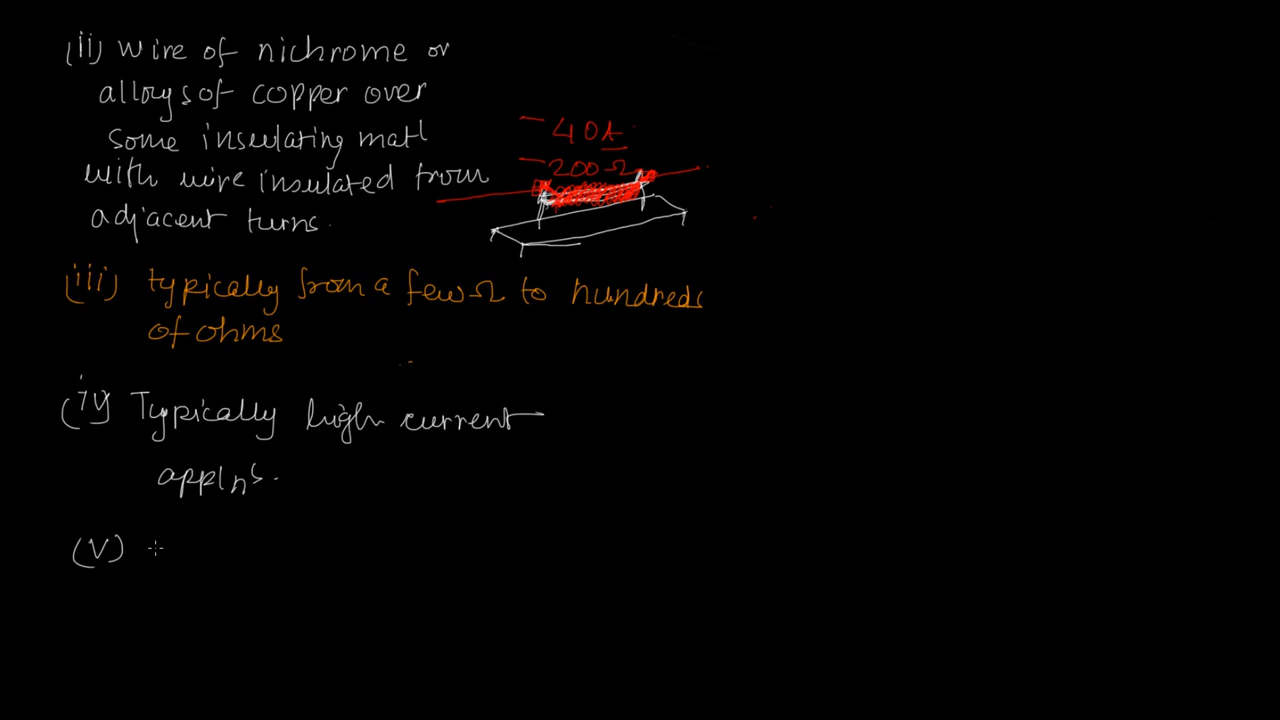 (ii) wire of nichrome or
alloys of copper over
some insulating matl
with wire insulated from
adjacent turns.
- 40A
- 200Ω
(iii) typically from a few Ω to hundreds
of ohms
(iv) Typically high current
applns.
(v)